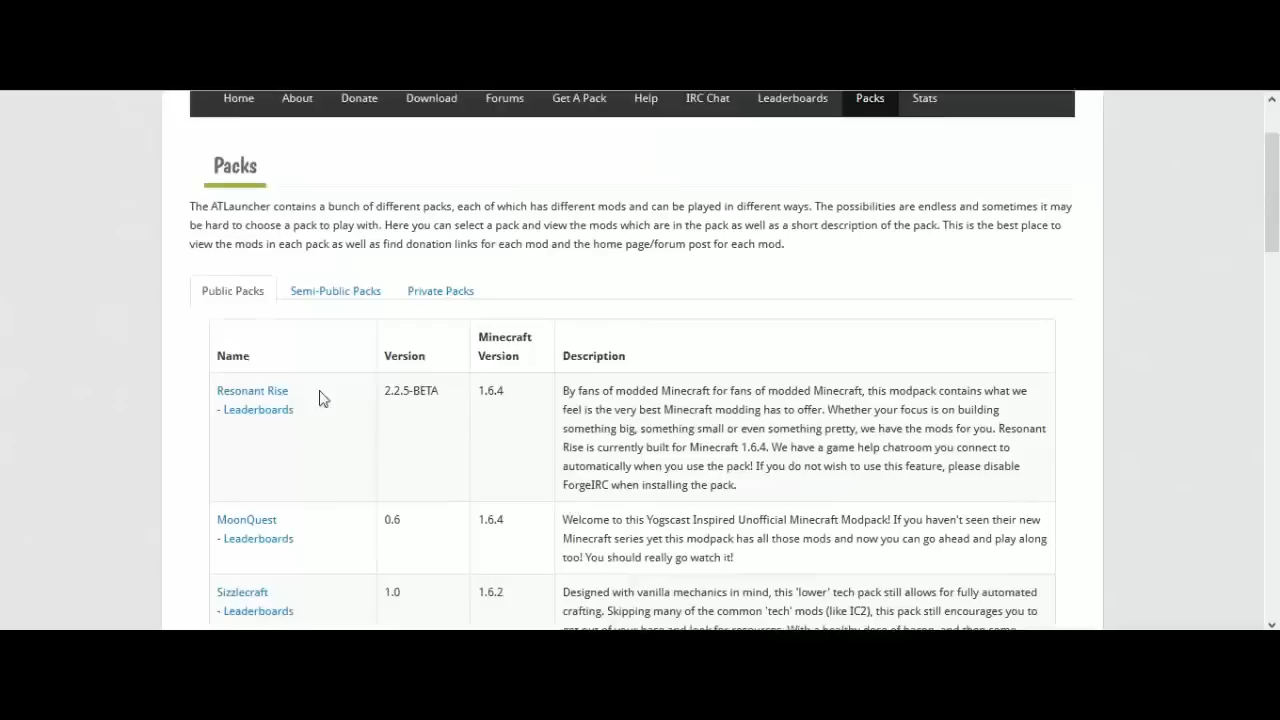 Home About Donate Download Forums Get A Pack Help IRC Chat Leaderboards Packs Stats
Packs
The ATLauncher contains a bunch of different packs, each of which has different mods and can be played in different ways. The possibilities are endless and sometimes it may
be hard to choose a pack to play with. Here you can select a pack and view the mods which are in the pack as well as a short description of the pack. This is the best place to
view the mods in each pack as well as find donation links for each mod and the home page/forum post for each mod.
Public Packs Semi-Public Packs Private Packs
Name Version Minecraft Version Description
Resonant Rise 2.2.5-BETA 1.6.4 By fans of modded Minecraft for fans of modded Minecraft, this modpack contains what we
- Leaderboards feel is the very best Minecraft modding has to offer. Whether your focus is on building
something big, something small or even something pretty, we have the mods for you. Resonant
Rise is currently built for Minecraft 1.6.4. We have a game help chatroom you connect to
automatically when you use the pack! If you do not wish to use this feature, please disable
ForgeIRC when installing the pack.
MoonQuest 0.6 1.6.4 Welcome to this Yogscast Inspired Unofficial Minecraft Modpack! If you haven't seen their new
- Leaderboards Minecraft series yet this modpack has all those mods and now you can go ahead and play along
too! You should really go watch it!
Sizzlecraft 1.0 1.6.2 Designed with vanilla mechanics in mind, this 'lower' tech pack still allows for fully automated
- Leaderboards crafting. Skipping many of the common 'tech' mods (like IC2), this pack still encourages you to